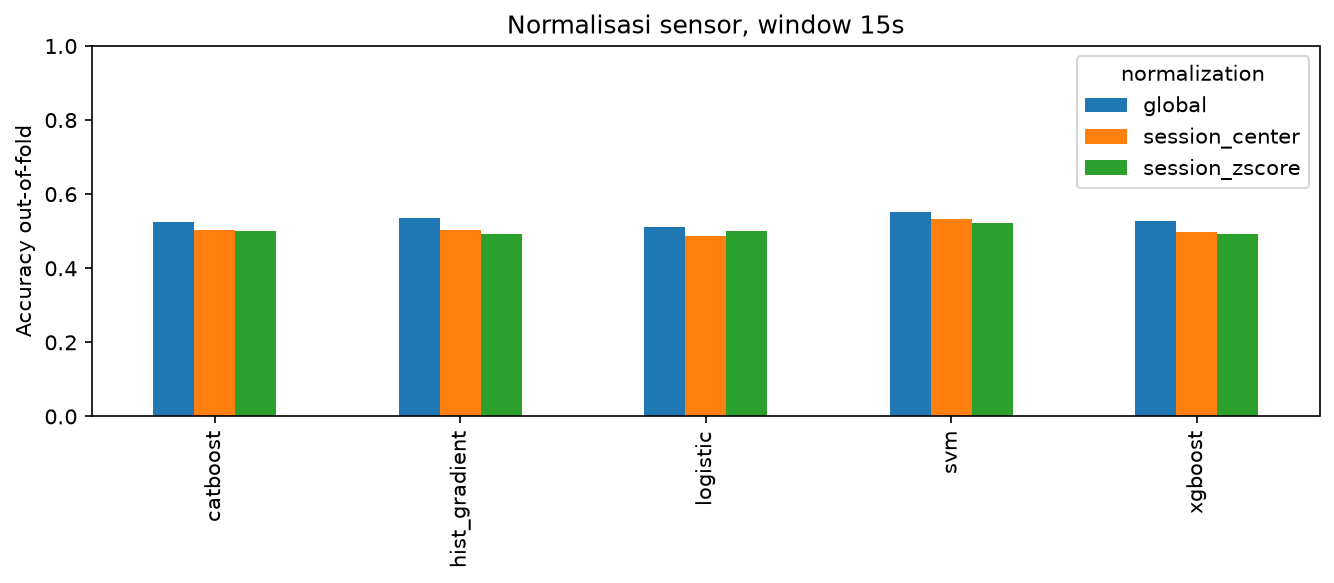 Normalisasi sensor, window 15s
Accuracy out-of-fold
1.0
0.8
0.6
0.4
0.2
0.0
normalization
global
session_center
session_zscore
catboost
hist_gradient
logistic
svm
xgboost